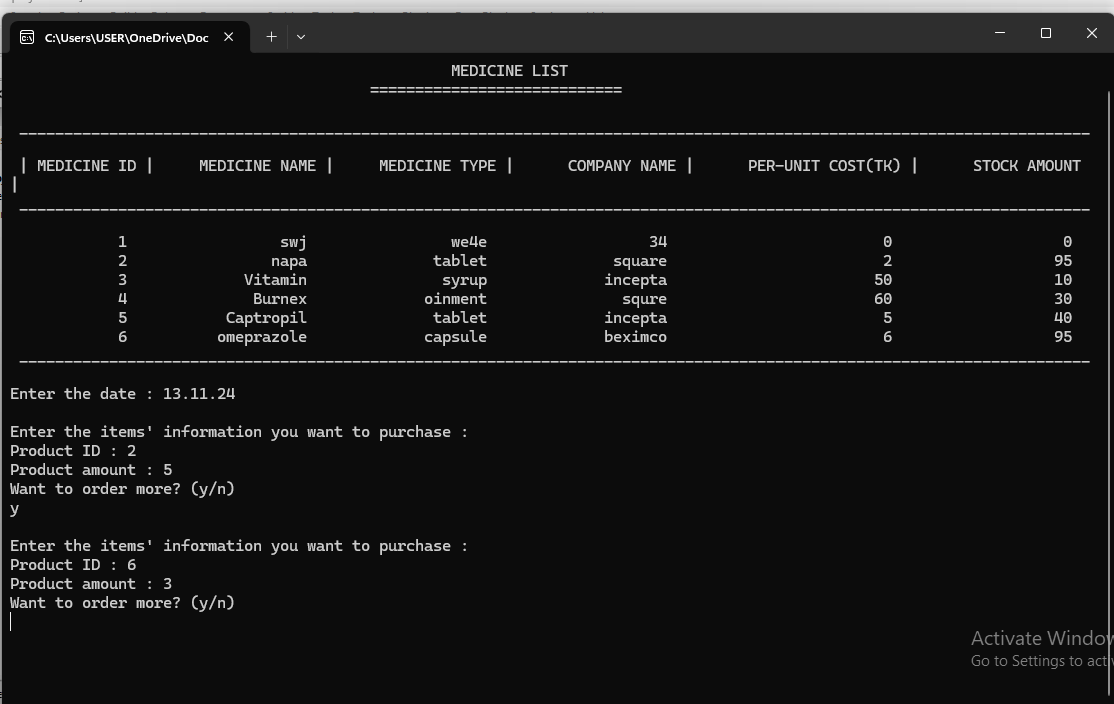 C:\Users\USER\OneDrive\Doc
MEDICINE LIST
============================
| MEDICINE ID | MEDICINE NAME | MEDICINE TYPE | COMPANY NAME | PER-UNIT COST(TK) | STOCK AMOUNT
|
1 swj we4e 34 0 0
2 napa tablet square 2 95
3 Vitamin syrup incepta 50 10
4 Burnex oinment squre 60 30
5 Captropil tablet incepta 5 40
6 omeprazole capsule beximco 6 95
Enter the date : 13.11.24
Enter the items' information you want to purchase :
Product ID : 2
Product amount : 5
Want to order more? (y/n)
y
Enter the items' information you want to purchase :
Product ID : 6
Product amount : 3
Want to order more? (y/n)
Activate Window
Go to Settings to activ